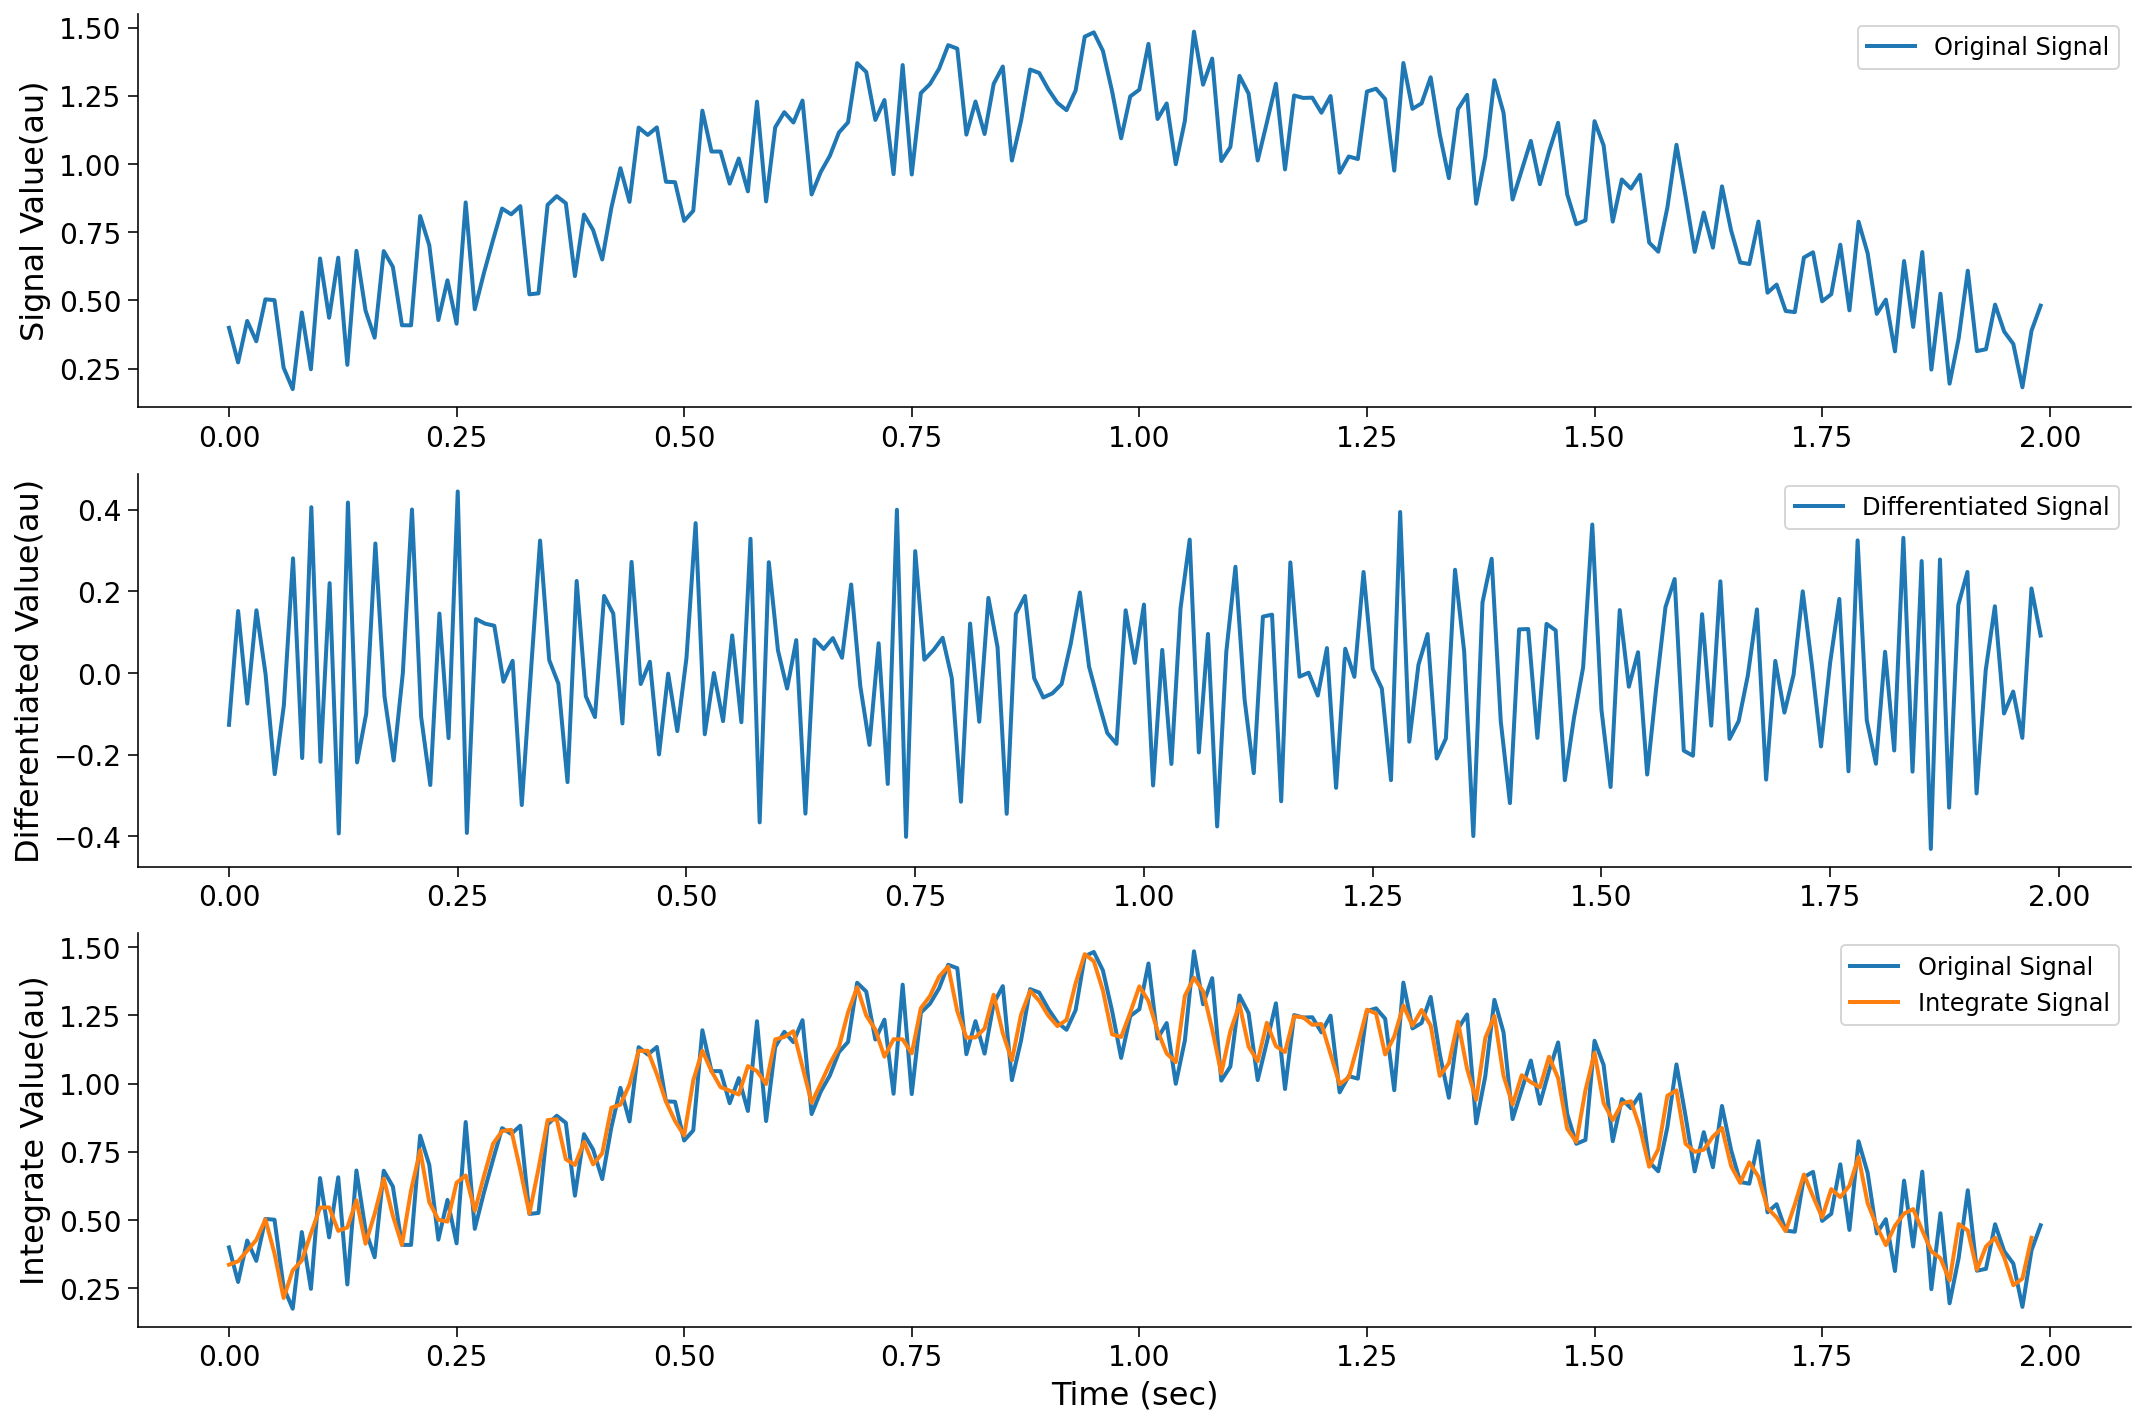 Signal Value(au)
1.50
1.25
1.00
0.75
0.50
0.25
Original Signal
0.00 0.25 0.50 0.75 1.00 1.25 1.50 1.75 2.00
Differentiated Value(au)
0.4
0.2
0.0
−0.2
−0.4
Differentiated Signal
0.00 0.25 0.50 0.75 1.00 1.25 1.50 1.75 2.00
Integrate Value(au)
1.50
1.25
1.00
0.75
0.50
0.25
Original Signal
Integrate Signal
0.00 0.25 0.50 0.75 1.00 1.25 1.50 1.75 2.00
Time (sec)